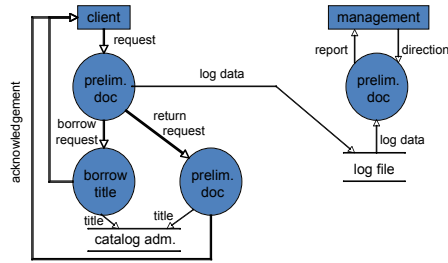 client
management
request
report
direction
prelim.
doc
log data
prelim.
doc
borrow
request
return
request
log data
acknowledgement
borrow
title
prelim.
doc
log file
title
title
catalog adm.